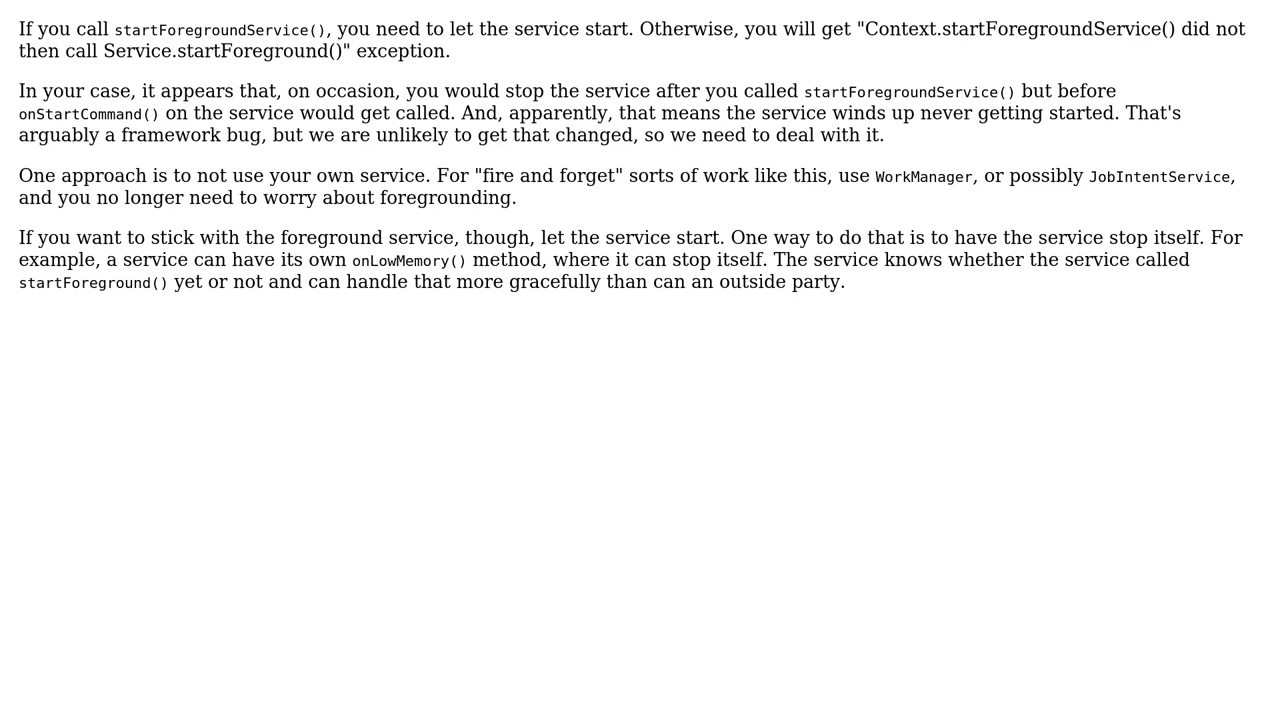 If you call startForegroundService(), you need to let the service start. Otherwise, you will get "Context.startForegroundService() did not
then call Service.startForeground()" exception.
In your case, it appears that, on occasion, you would stop the service after you called startForegroundService() but before
onStartCommand() on the service would get called. And, apparently, that means the service winds up never getting started. That's
arguably a framework bug, but we are unlikely to get that changed, so we need to deal with it.
One approach is to not use your own service. For "fire and forget" sorts of work like this, use WorkManager, or possibly JobIntentService,
and you no longer need to worry about foregrounding.
If you want to stick with the foreground service, though, let the service start. One way to do that is to have the service stop itself. For
example, a service can have its own onLowMemory() method, where it can stop itself. The service knows whether the service called
startForeground() yet or not and can handle that more gracefully than can an outside party.